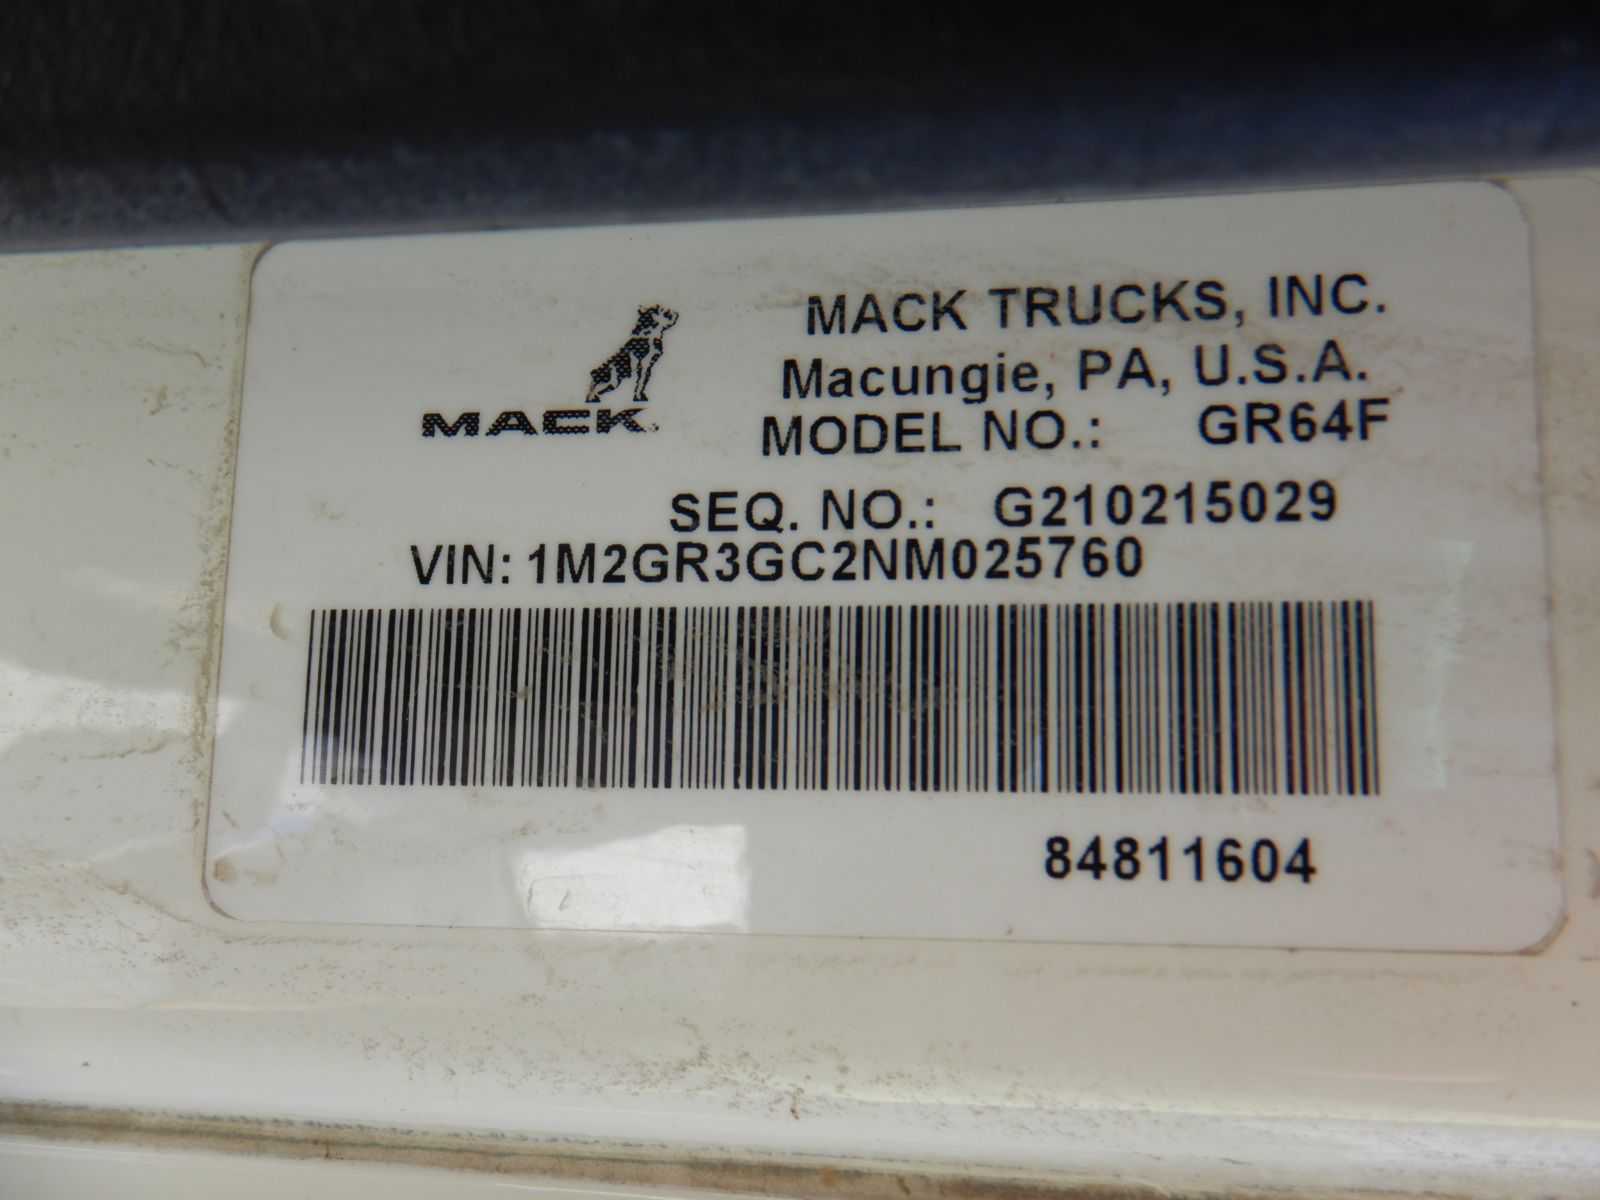 MACK TRUCKS, INC.
Macungie, PA, U.S.A.
MACK
MODEL NO.: GR64F
SEQ. NO.: G210215029
VIN: 1M2GR3GC2NM025760
84811604